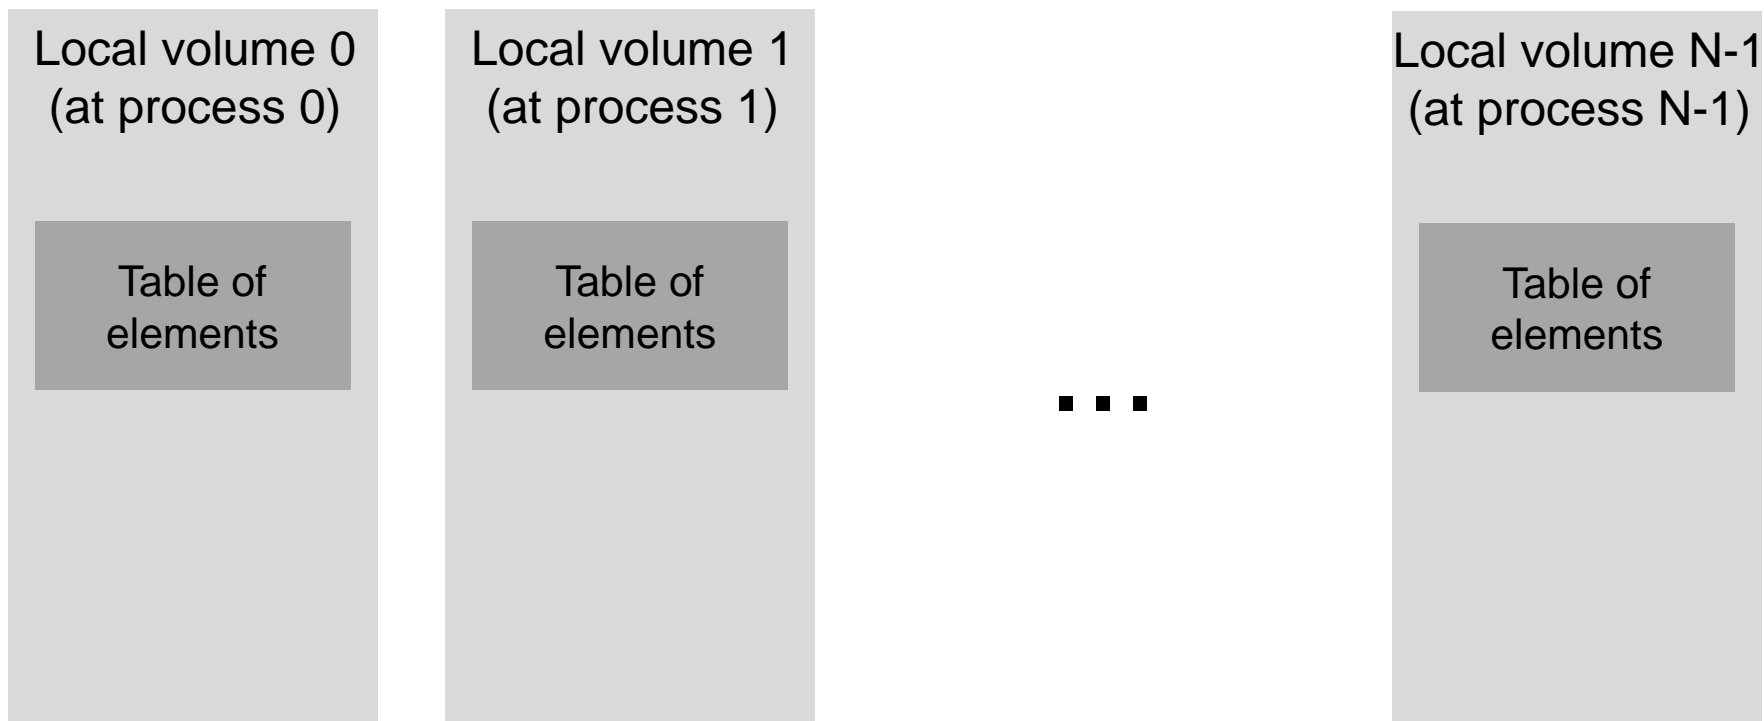 Local volume 0
(at process 0)
Table of
elements
Local volume 1
(at process 1)
Table of
elements
...
Local volume N-1
(at process N-1)
Table of
elements